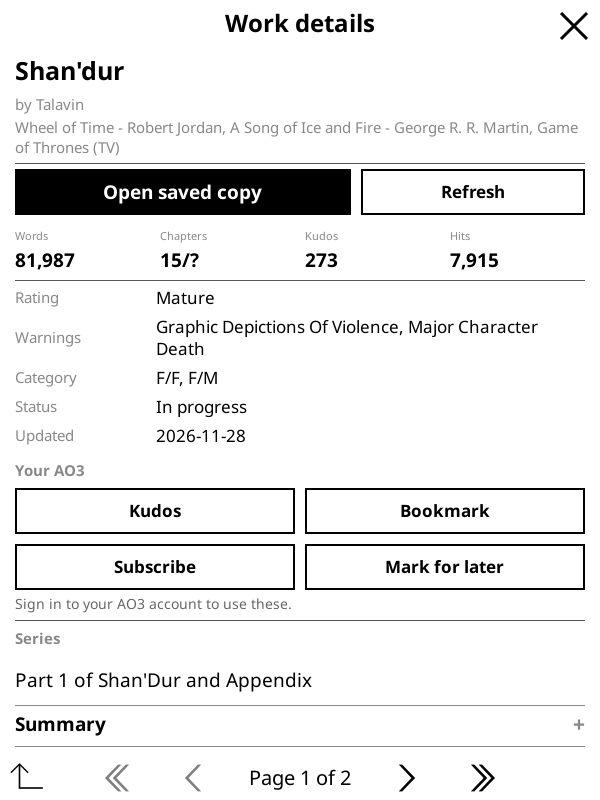 Work details
Shan'dur
by Talavin
Wheel of Time - Robert Jordan, A Song of Ice and Fire - George R. R. Martin, Game
of Thrones (TV)
Open saved copy
Refresh
Words
Chapters
Kudos
Hits
81,987
15/?
273
7,915
Rating
Mature
Warnings
Graphic Depictions Of Violence, Major Character
Death
Category
F/F, F/M
Status
In progress
Updated
2026-11-28
Your AO3
Kudos
Bookmark
Subscribe
Mark for later
Sign in to your AO3 account to use these.
Series
Part 1 of Shan'Dur and Appendix
Summary
+
Page 1 of 2